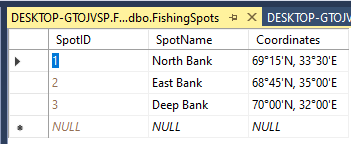 DESKTOP-GTOJVSP.F...dbo.FishingSpots DESKTOP-GTOJVS
SpotID SpotName Coordinates
1 North Bank 69°15'N, 33°30'E
2 East Bank 68°45'N, 35°00'E
3 Deep Bank 70°00'N, 32°00'E
NULL NULL NULL